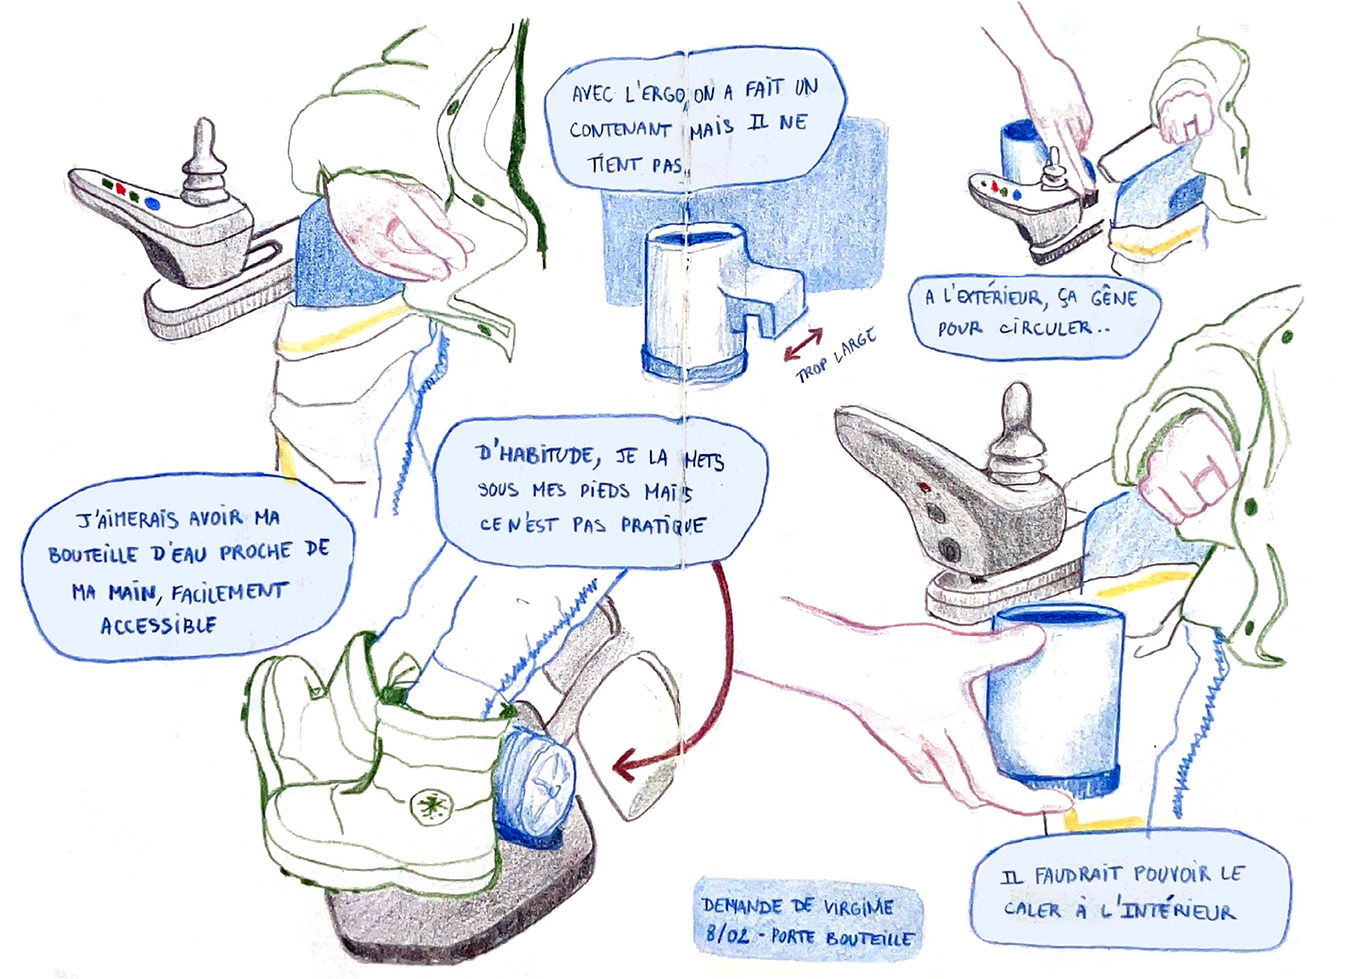 AVEC L'ERGO, ON A FAIT UN
CONTENANT MAIS IL NE
TIENT PAS..
TROP LARGE
A L'EXTÉRIEUR, ÇA GÊNE
POUR CIRCULER..
J'AIMERAIS AVOIR MA
BOUTEILLE D'EAU PROCHE DE
MA MAIN, FACILEMENT
ACCESSIBLE
D'HABITUDE, JE LA METS
SOUS MES PIEDS MAIS
CE N'EST PAS PRATIQUE
IL FAUDRAIT POUVOIR LE
CALER À L'INTÉRIEUR
DEMANDE DE VIRGINIE
8/02 - PORTE BOUTEILLE